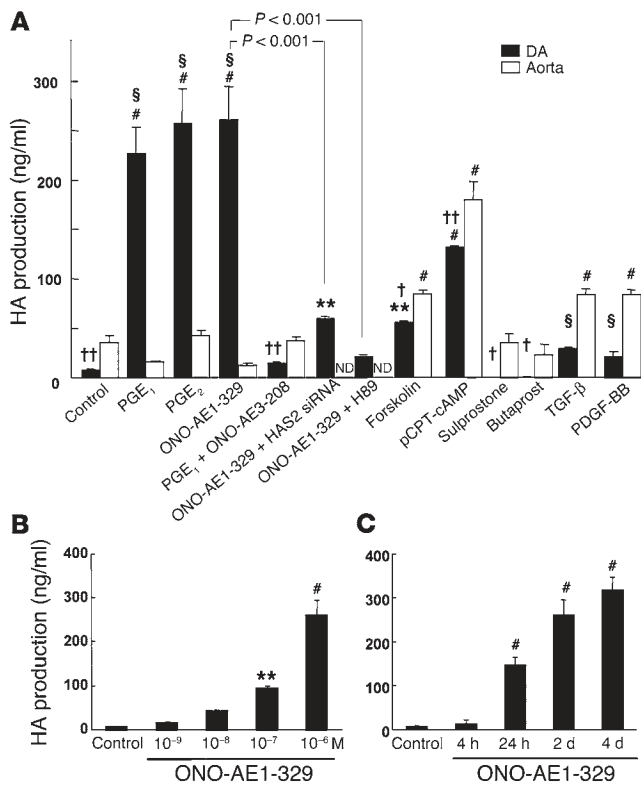 A
P < 0.001
P < 0.001
DA
Aorta
HA production (ng/ml)
300
200
100
0
§
#
§
#
§
#
††
††
**
ND
ND
†
**
#
††
#
#
†
†
§
#
§
#
Control
PGE₁
PGE₂
ONO-AE1-329
PGE₁ + ONO-AE3-208
ONO-AE1-329 + HAS2 siRNA
ONO-AE1-329 + H89
Forskolin
pCPT-cAMP
Sulprostone
Butaprost
TGF-β
PDGF-BB
B
HA production (ng/ml)
400
300
200
100
0
**
#
Control 10⁻⁹ 10⁻⁸ 10⁻⁷ 10⁻⁶ M
ONO-AE1-329
C
400
300
200
100
0
#
#
#
Control 4 h 24 h 2 d 4 d
ONO-AE1-329